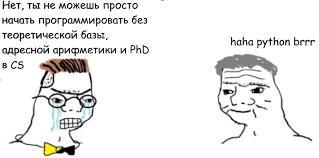 Нет, ты не можешь просто
начать программировать без
теоретической базы,
адресной арифметики и PhD
в CS
haha python brrr